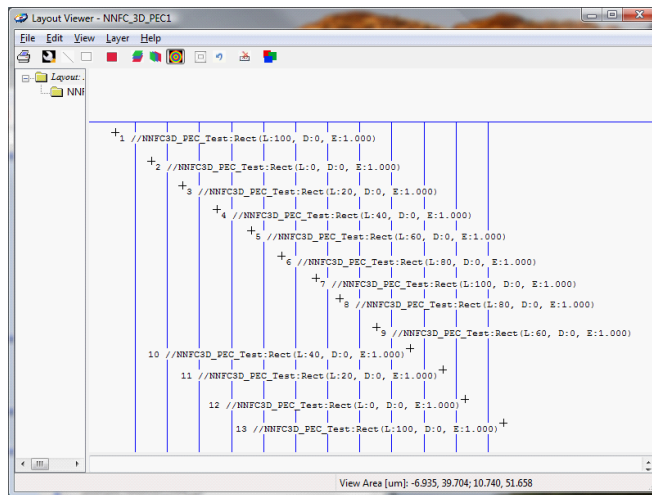 Layout Viewer - NNFC_3D_PEC1
File Edit View Layer Help
Layout: .
NNF
1 //NNFC3D_PEC_Test:Rect(L:100, D:0, E:1.000)
2 //NNFC3D_PEC_Test:Rect(L:0, D:0, E:1.000)
3 //NNFC3D_PEC_Test:Rect(L:20, D:0, E:1.000)
4 //NNFC3D_PEC_Test:Rect(L:40, D:0, E:1.000)
5 //NNFC3D_PEC_Test:Rect(L:60, D:0, E:1.000)
6 //NNFC3D_PEC_Test:Rect(L:80, D:0, E:1.000)
7 //NNFC3D_PEC_Test:Rect(L:100, D:0, E:1.000)
8 //NNFC3D_PEC_Test:Rect(L:80, D:0, E:1.000)
9 //NNFC3D_PEC_Test:Rect(L:60, D:0, E:1.000)
10 //NNFC3D_PEC_Test:Rect(L:40, D:0, E:1.000)
11 //NNFC3D_PEC_Test:Rect(L:20, D:0, E:1.000)
12 //NNFC3D_PEC_Test:Rect(L:0, D:0, E:1.000)
13 //NNFC3D_PEC_Test:Rect(L:100, D:0, E:1.000)
View Area [um]: -6.935, 39.704; 10.740, 51.658